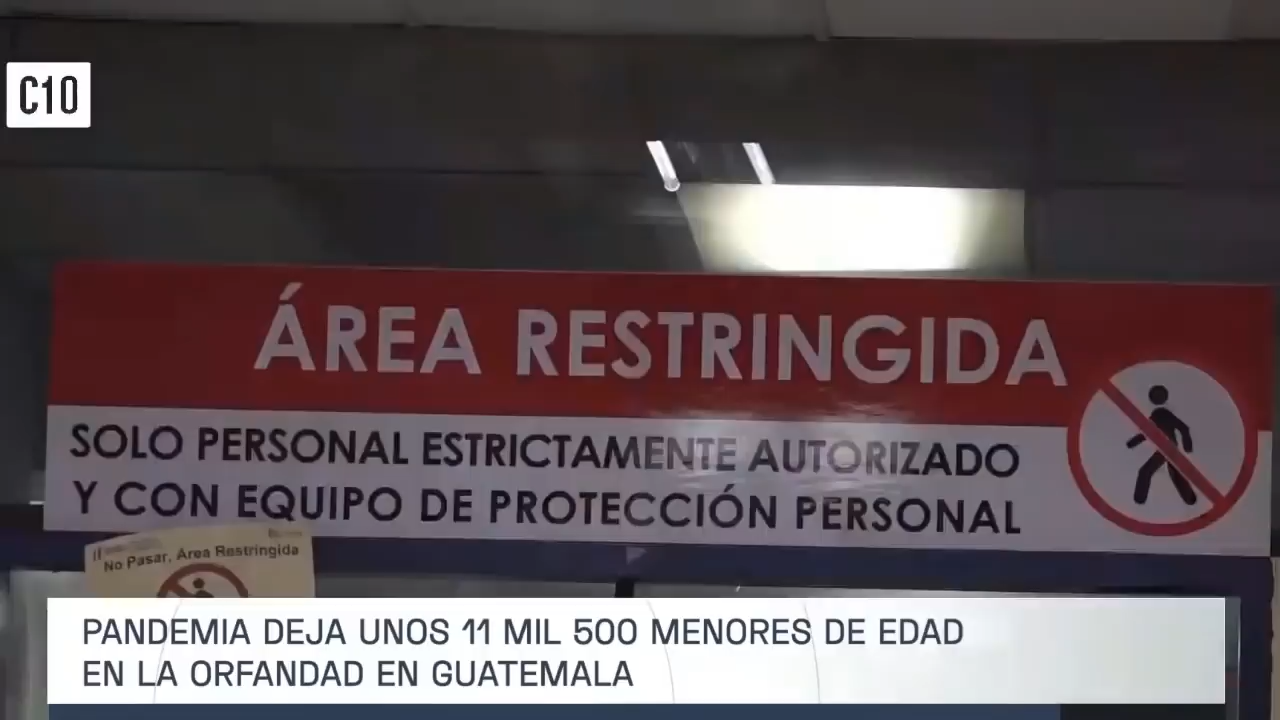 C10
ÁREA RESTRINGIDA
SOLO PERSONAL ESTRICTAMENTE AUTORIZADO
Y CON EQUIPO DE PROTECCIÓN PERSONAL
No Pasar, Área Restringida
PANDEMIA DEJA UNOS 11 MIL 500 MENORES DE EDAD
EN LA ORFANDAD EN GUATEMALA